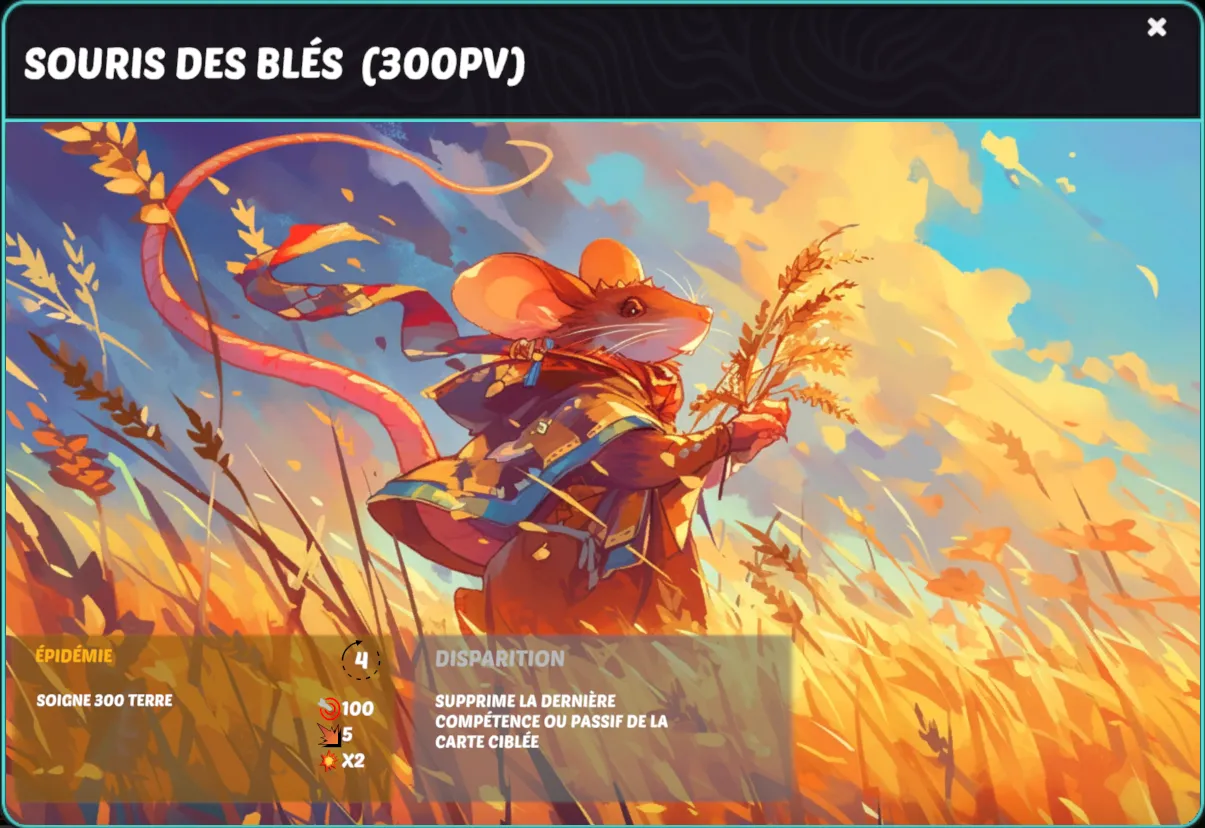 SOURIS DES BLÉS (300PV)
ÉPIDÉMIE
4
SOIGNE 300 TERRE
100
5
X2
DISPARITION
SUPPRIME LA DERNIÈRE
COMPÉTENCE OU PASSIF DE LA
CARTE CIBLÉE